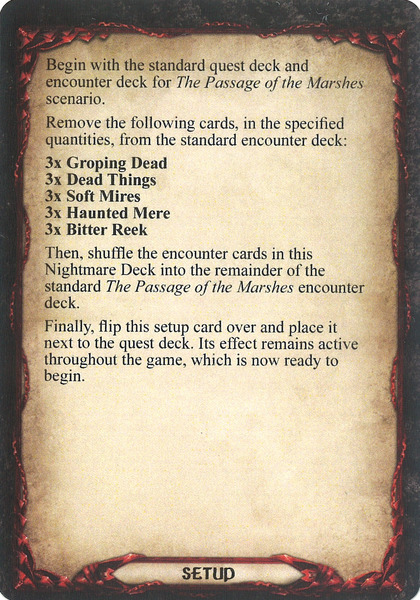 Begin with the standard quest deck and
encounter deck for The Passage of the Marshes
scenario.
Remove the following cards, in the specified
quantities, from the standard encounter deck:
3x Groping Dead
3x Dead Things
3x Soft Mires
3x Haunted Mere
3x Bitter Reek
Then, shuffle the encounter cards in this
Nightmare Deck into the remainder of the
standard The Passage of the Marshes encounter
deck.
Finally, flip this setup card over and place it
next to the quest deck. Its effect remains active
throughout the game, which is now ready to
begin.
SETUP